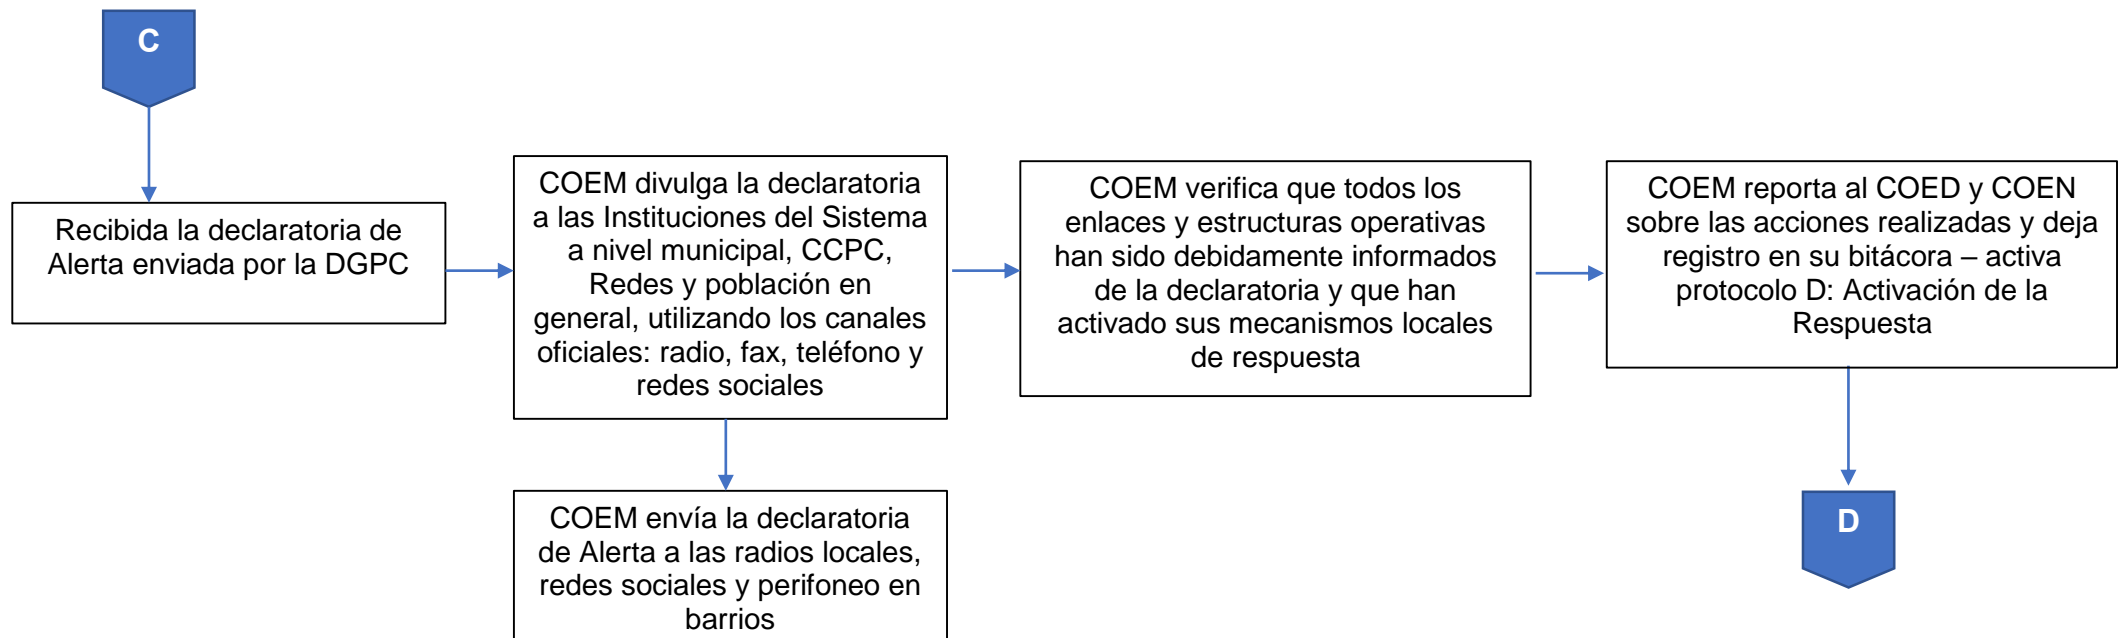 C
Recibida la declaratoria de
Alerta enviada por la DGPC
COEM divulga la declaratoria
a las Instituciones del Sistema
a nivel municipal, CCPC,
Redes y población en
general, utilizando los canales
oficiales: radio, fax, teléfono y
redes sociales
COEM envía la declaratoria
de Alerta a las radios locales,
redes sociales y perifoneo en
barrios
COEM verifica que todos los
enlaces y estructuras operativas
han sido debidamente informados
de la declaratoria y que han
activado sus mecanismos locales
de respuesta
COEM reporta al COED y COEN
sobre las acciones realizadas y deja
registro en su bitácora – activa
protocolo D: Activación de la
Respuesta
D